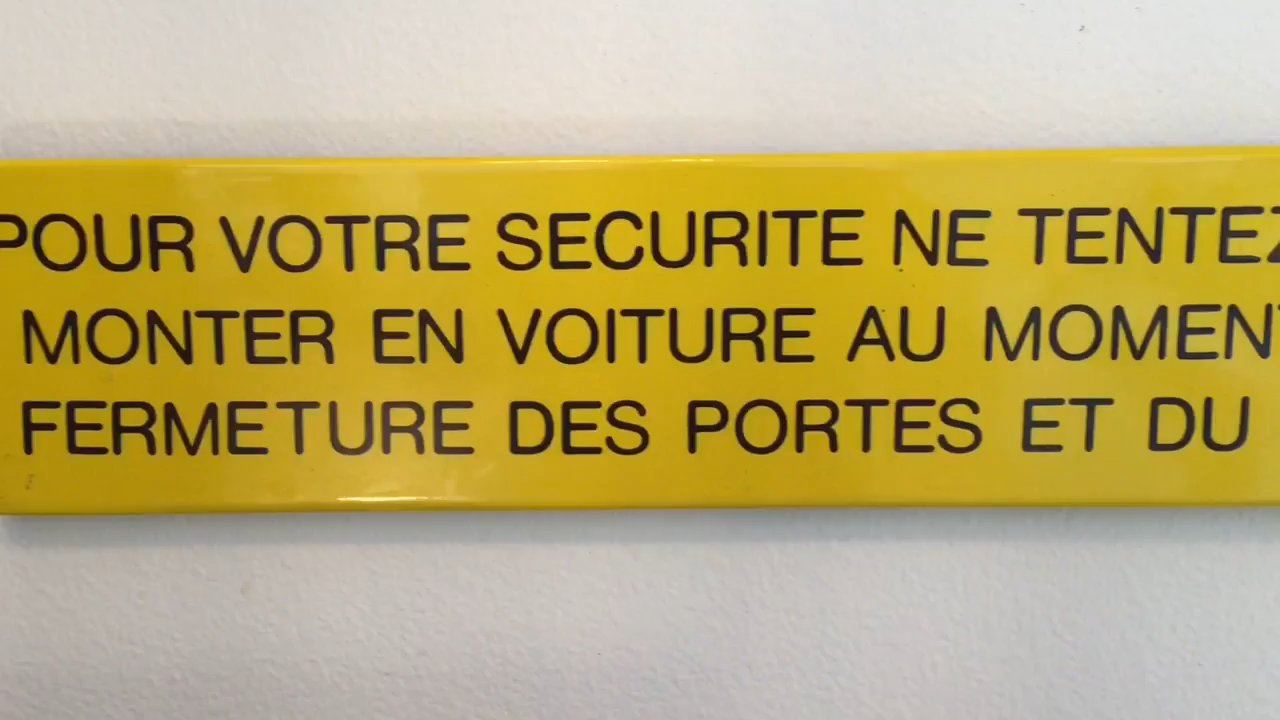 POUR VOTRE SECURITE NE TENTEZ
MONTER EN VOITURE AU MOMENT
FERMETURE DES PORTES ET DU